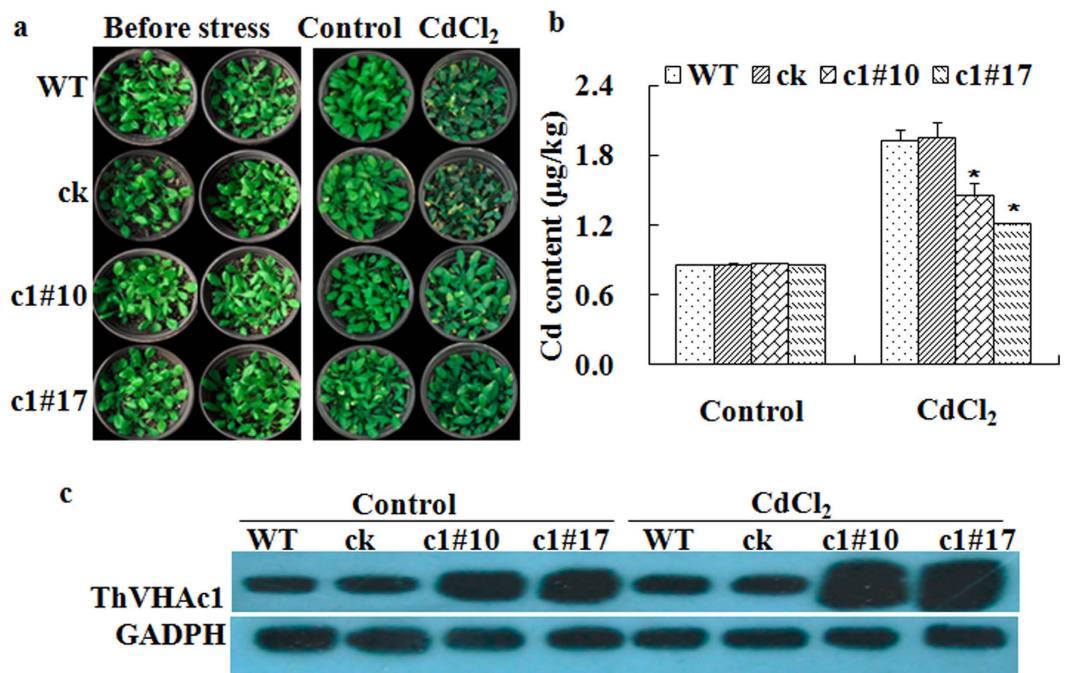 a
Before stress Control CdCl₂
WT
ck
c1#10
c1#17
b
WT ck c1#10 c1#17
Cd content (μg/kg)
2.4
1.8
1.2
0.6
0.0
* *
Control CdCl₂
c
Control CdCl₂
WT ck c1#10 c1#17 WT ck c1#10 c1#17
ThVHAc1
GADPH